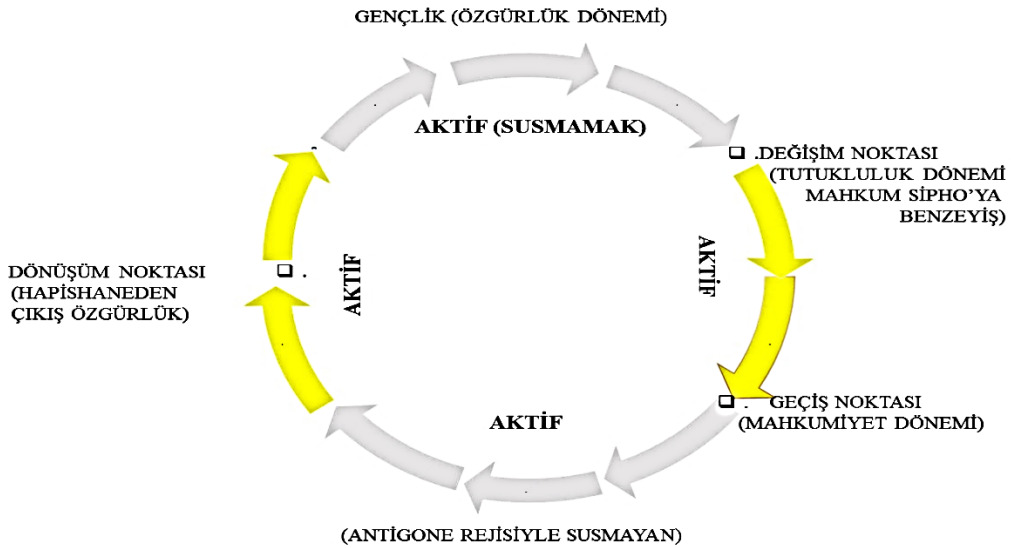 GENÇLİK (ÖZGÜRLÜK DÖNEMİ)
AKTİF (SUSMAMAK)
.DEĞİŞİM NOKTASI
(TUTUKLULUK DÖNEMİ
MAHKUM SİPHO’YA
BENZEYİŞ)
AKTİF
DÖNÜŞÜM NOKTASI
(HAPİSHANEDEN
ÇIKIŞ ÖZGÜRLÜK)
AKTİF
. GEÇİŞ NOKTASI
(MAHKUMİYET DÖNEMİ)
AKTİF
(ANTİGONE REJİSİYLE SUSMAYAN)